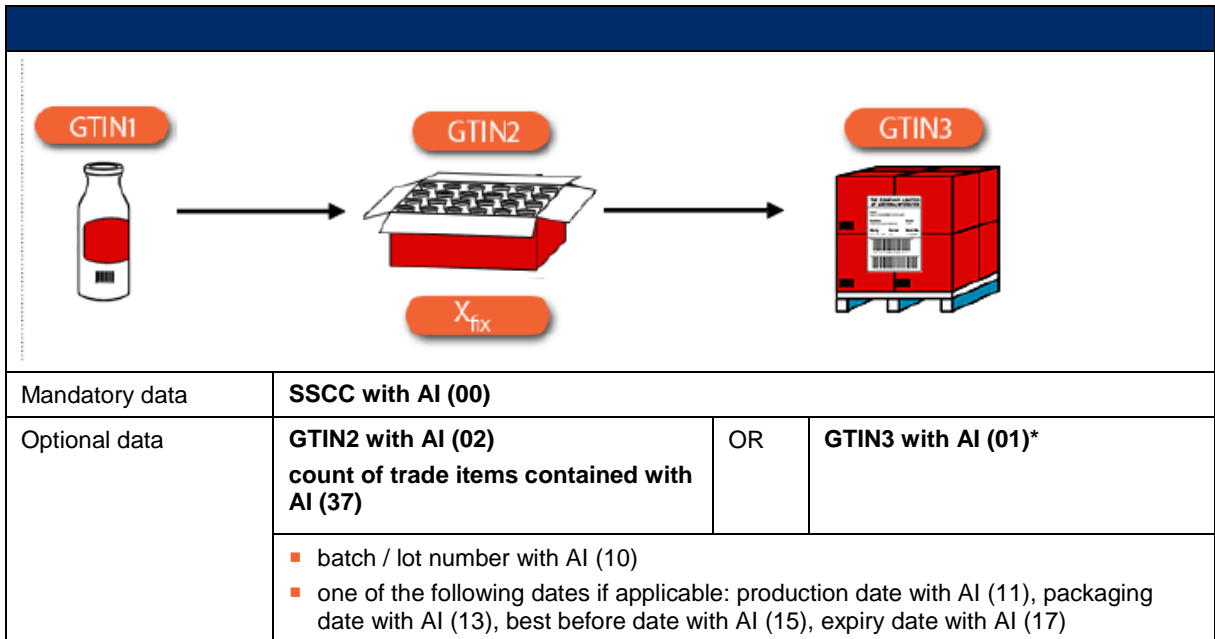 GTIN1
GTIN2
GTIN3
Xfix
Mandatory data
SSCC with AI (00)
Optional data
GTIN2 with AI (02)
count of trade items contained with
AI (37)
OR
GTIN3 with AI (01)*
▪ batch / lot number with AI (10)
▪ one of the following dates if applicable: production date with AI (11), packaging
date with AI (13), best before date with AI (15), expiry date with AI (17)